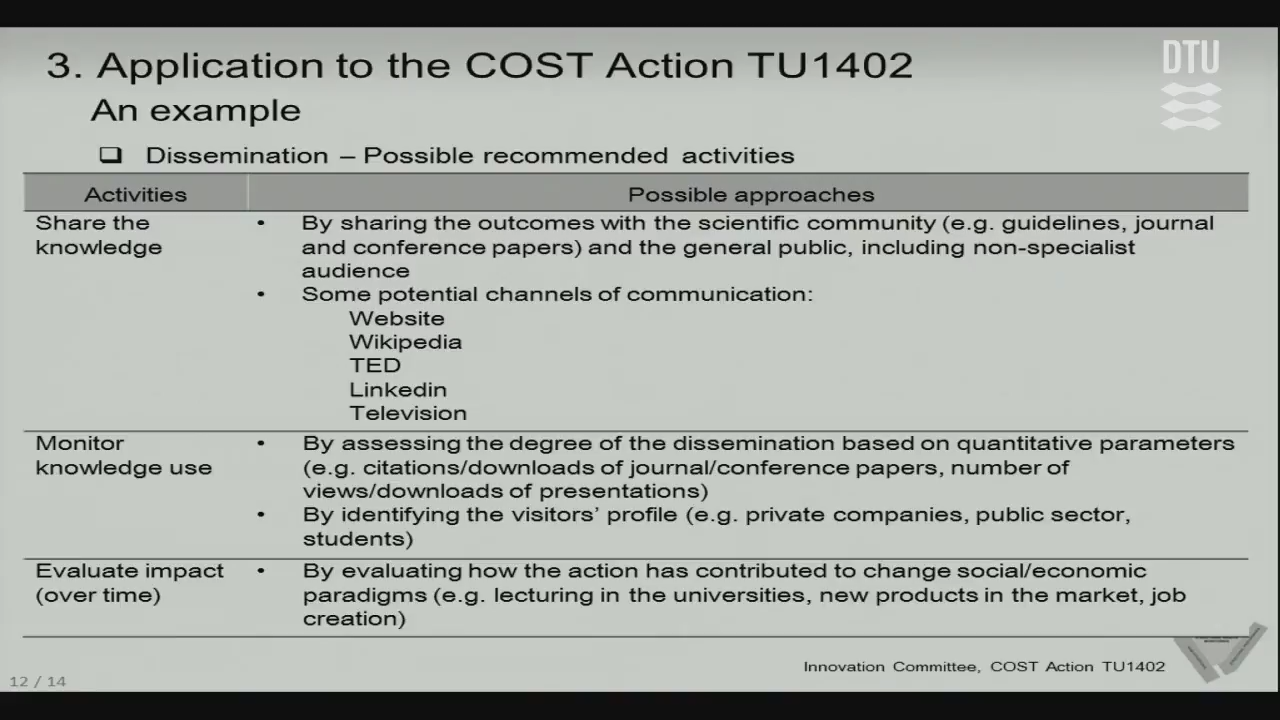 3. Application to the COST Action TU1402
DTU
An example
❑ Dissemination – Possible recommended activities
Activities
Possible approaches
Share the
knowledge
• By sharing the outcomes with the scientific community (e.g. guidelines, journal
and conference papers) and the general public, including non-specialist
audience
• Some potential channels of communication:
Website
Wikipedia
TED
Linkedin
Television
Monitor
knowledge use
• By assessing the degree of the dissemination based on quantitative parameters
(e.g. citations/downloads of journal/conference papers, number of
views/downloads of presentations)
• By identifying the visitors’ profile (e.g. private companies, public sector,
students)
Evaluate impact
(over time)
• By evaluating how the action has contributed to change social/economic
paradigms (e.g. lecturing in the universities, new products in the market, job
creation)
Innovation Committee, COST Action TU1402
12 / 14